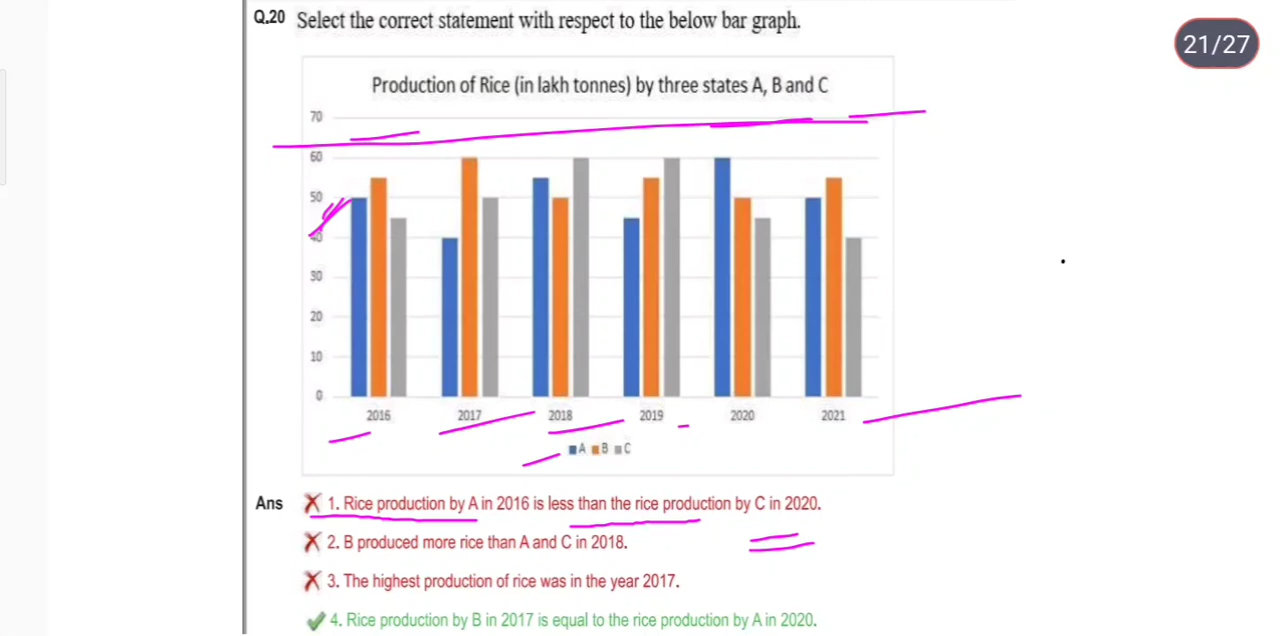 Q.20 Select the correct statement with respect to the below bar graph.
21/27
Production of Rice (in lakh tonnes) by three states A, B and C
70
60
50
40
30
20
10
0
2016 2017 2018 2019 2020 2021
A B C
Ans 1. Rice production by A in 2016 is less than the rice production by C in 2020.
2. B produced more rice than A and C in 2018.
3. The highest production of rice was in the year 2017.
4. Rice production by B in 2017 is equal to the rice production by A in 2020.